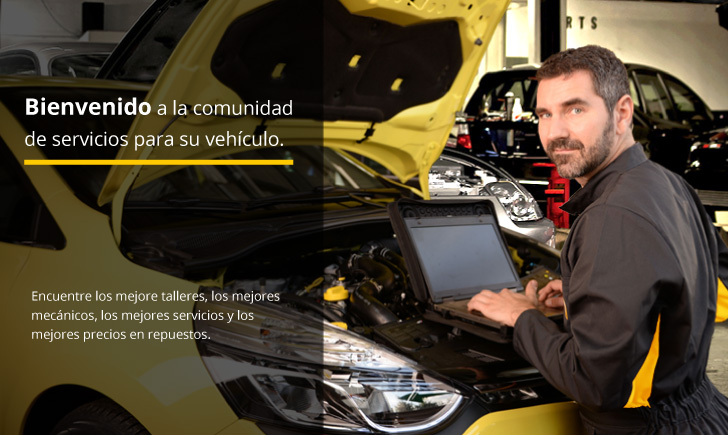 RTS
Bienvenido a la comunidad
de servicios para su vehículo.
Encuentre los mejore talleres, los mejores
mecánicos, los mejores servicios y los
mejores precios en repuestos.